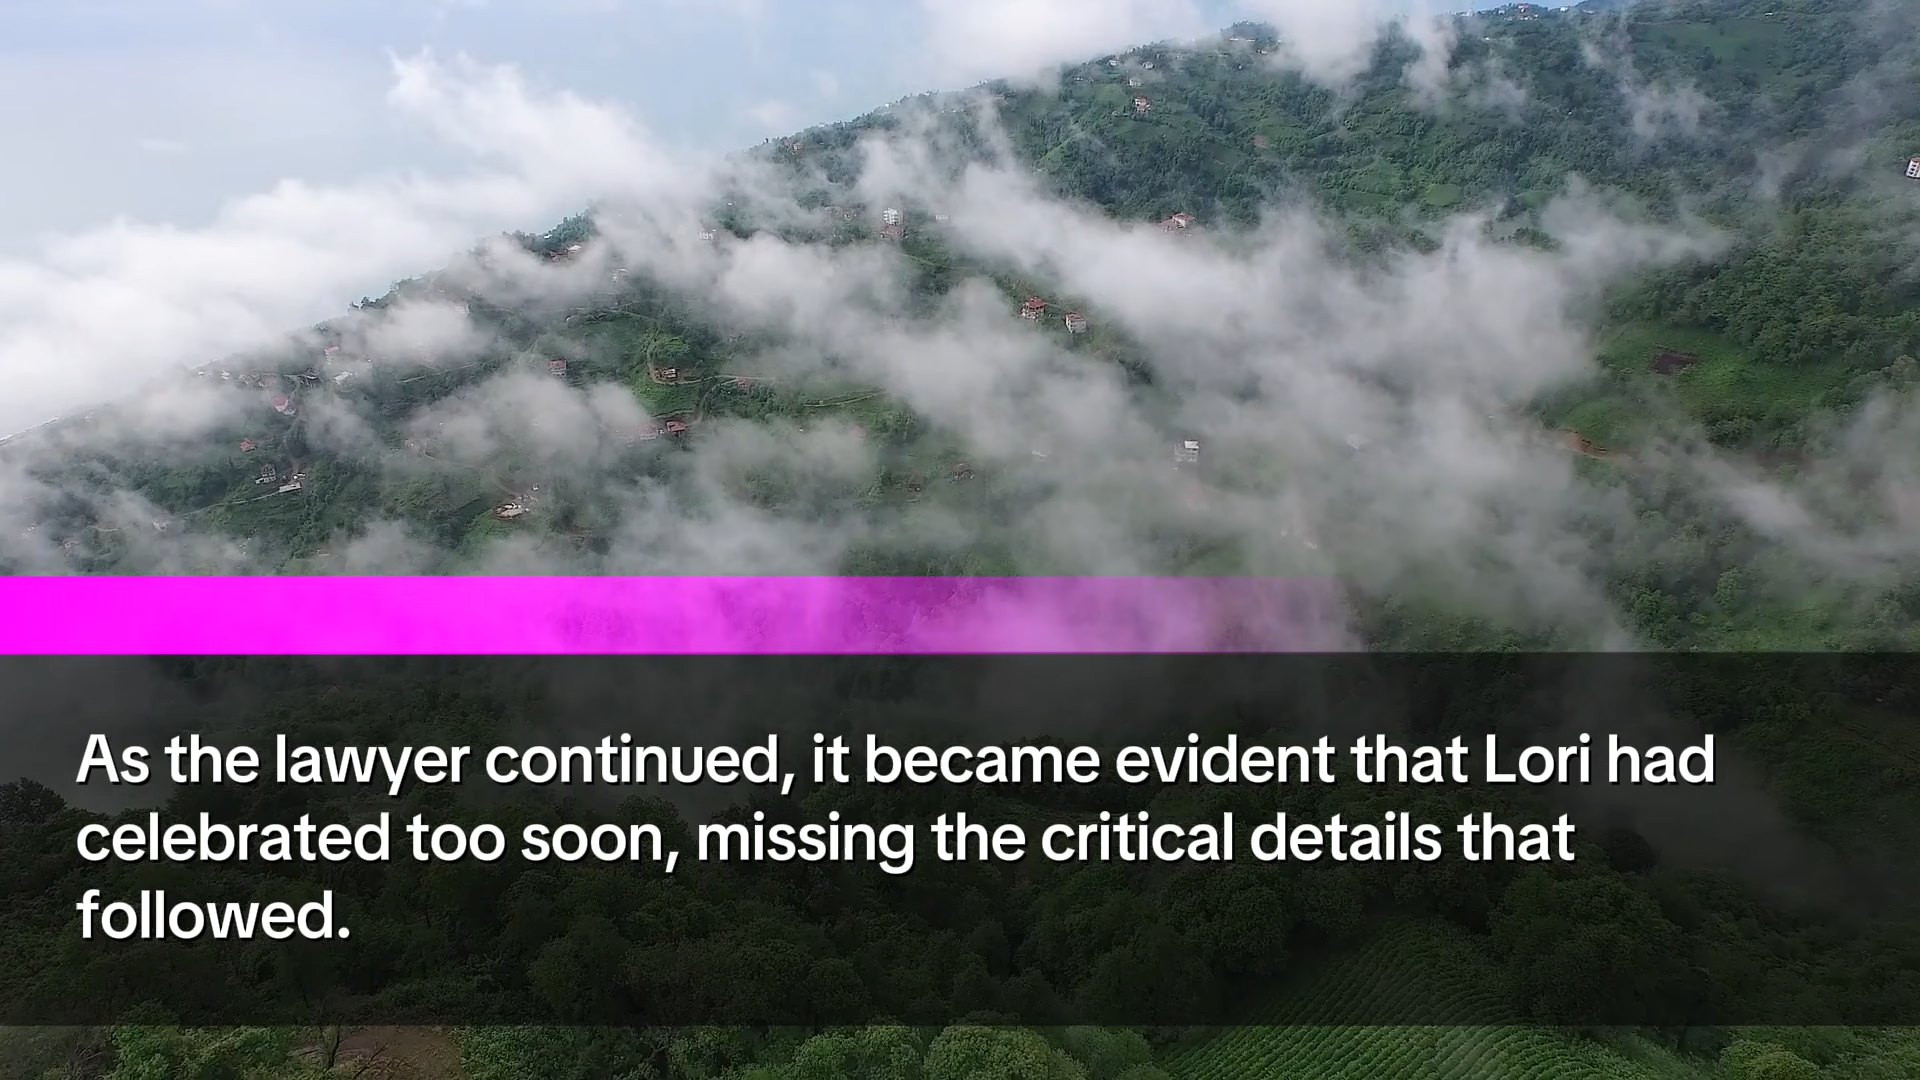 As the lawyer continued, it became evident that Lori had
celebrated too soon, missing the critical details that
followed.